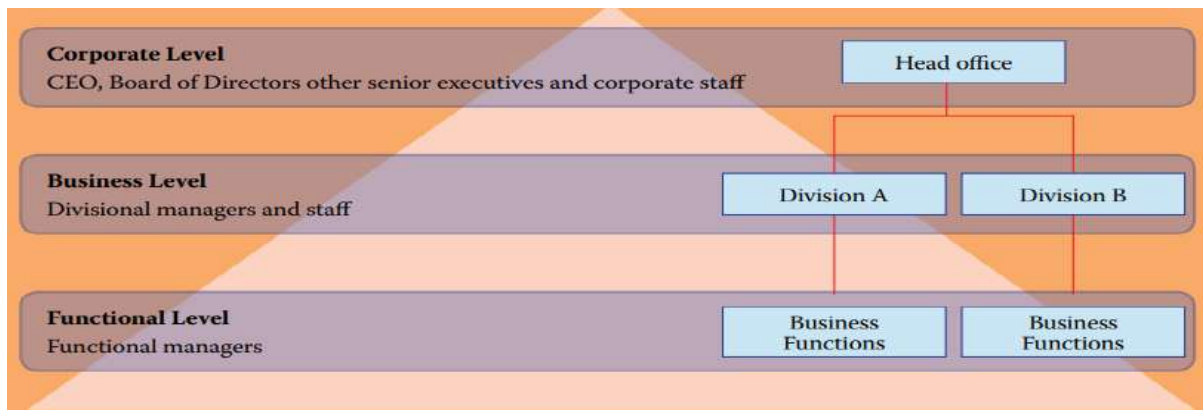 Corporate Level
CEO, Board of Directors other senior executives and corporate staff
Head office
Business Level
Divisional managers and staff
Division A
Division B
Functional Level
Functional managers
Business
Functions
Business
Functions